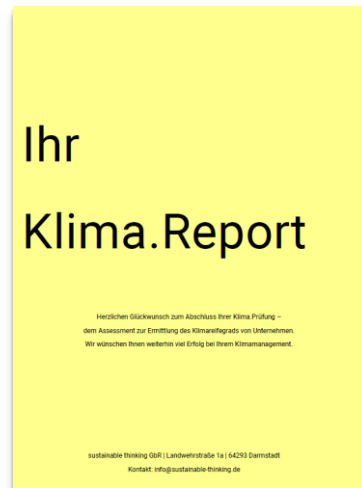 Ihr
Klima.Report
Herzlichen Glückwunsch zum Abschluss Ihrer Klima.Prüfung –
dem Assessment zur Ermittlung des Klimareifegrads von Unternehmen.
Wir wünschen Ihnen weiterhin viel Erfolg bei Ihrem Klimamanagement.
sustainable thinking GbR | Landwehrstraße 1a | 64293 Darmstadt
Kontakt: info@sustainable-thinking.de